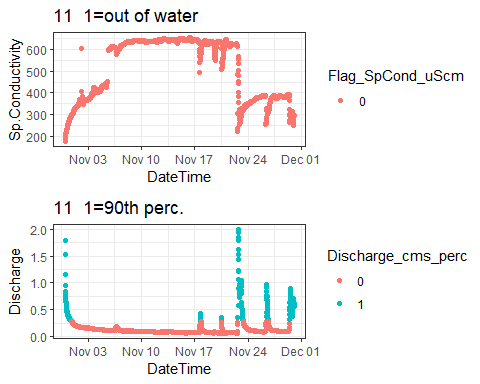 11  1=out of water
Sp.Conductivity
600
500
400
300
200
Nov 03 Nov 10 Nov 17 Nov 24 Dec 01
DateTime
Flag_SpCond_uScm
0
11  1=90th perc.
Discharge
2.0
1.5
1.0
0.5
0.0
Nov 03 Nov 10 Nov 17 Nov 24 Dec 01
DateTime
Discharge_cms_perc
0
1